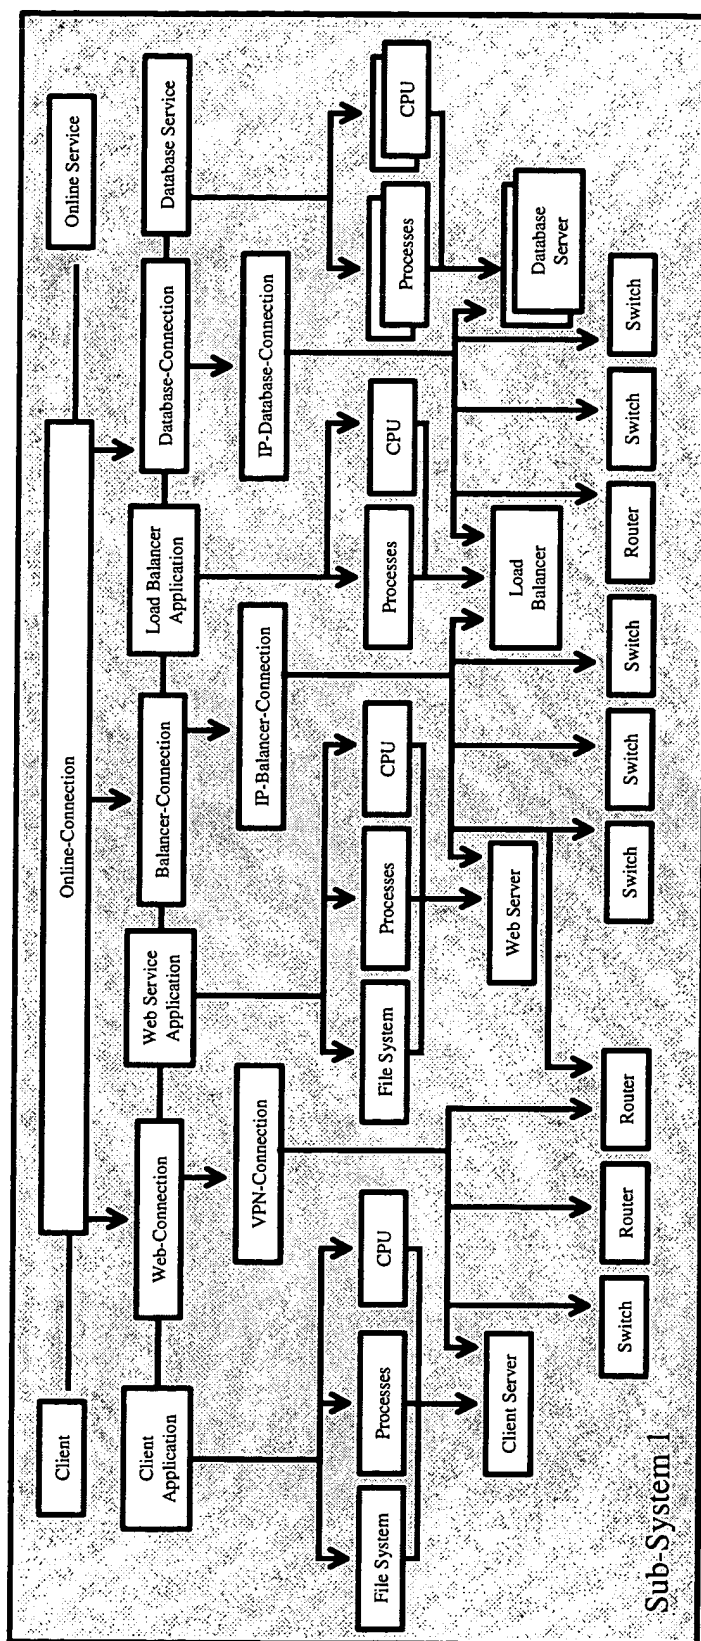 Client
Online-Connection
Online Service
Client
Application
Web-Connection
Web Service
Application
Balancer-Connection
Load Balancer
Application
Database-Connection
Database Service
VPN-Connection
IP-Balancer-Connection
IP-Database-Connection
File System
Processes
CPU
File System
Processes
CPU
Processes
CPU
Processes
CPU
Client Server
Web Server
Load
Balancer
Database
Server
Switch
Router
Router
Switch
Switch
Switch
Router
Switch
Switch
Sub-System 1